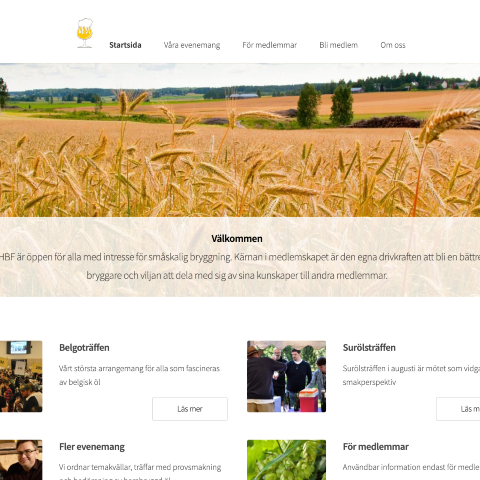 Startsida Våra evenemang För medlemmar Bli medlem Om oss
Välkommen
HBF är öppen för alla med intresse för småskalig bryggning. Kärnan i medlemskapet är den egna drivkraften att bli en bättre
bryggare och viljan att dela med sig av sina kunskaper till andra medlemmar.
Belgoträffen
Vårt största arrangemang för alla som fascineras
av belgisk öl
Läs mer
Surölsträffen
Surölsträffen i augusti är mötet som vidga
smakperspektiv
Läs m
Fler evenemang
Vi ordnar temakvällar, träffar med provsmakning
För medlemmar
Användbar information endast för medle